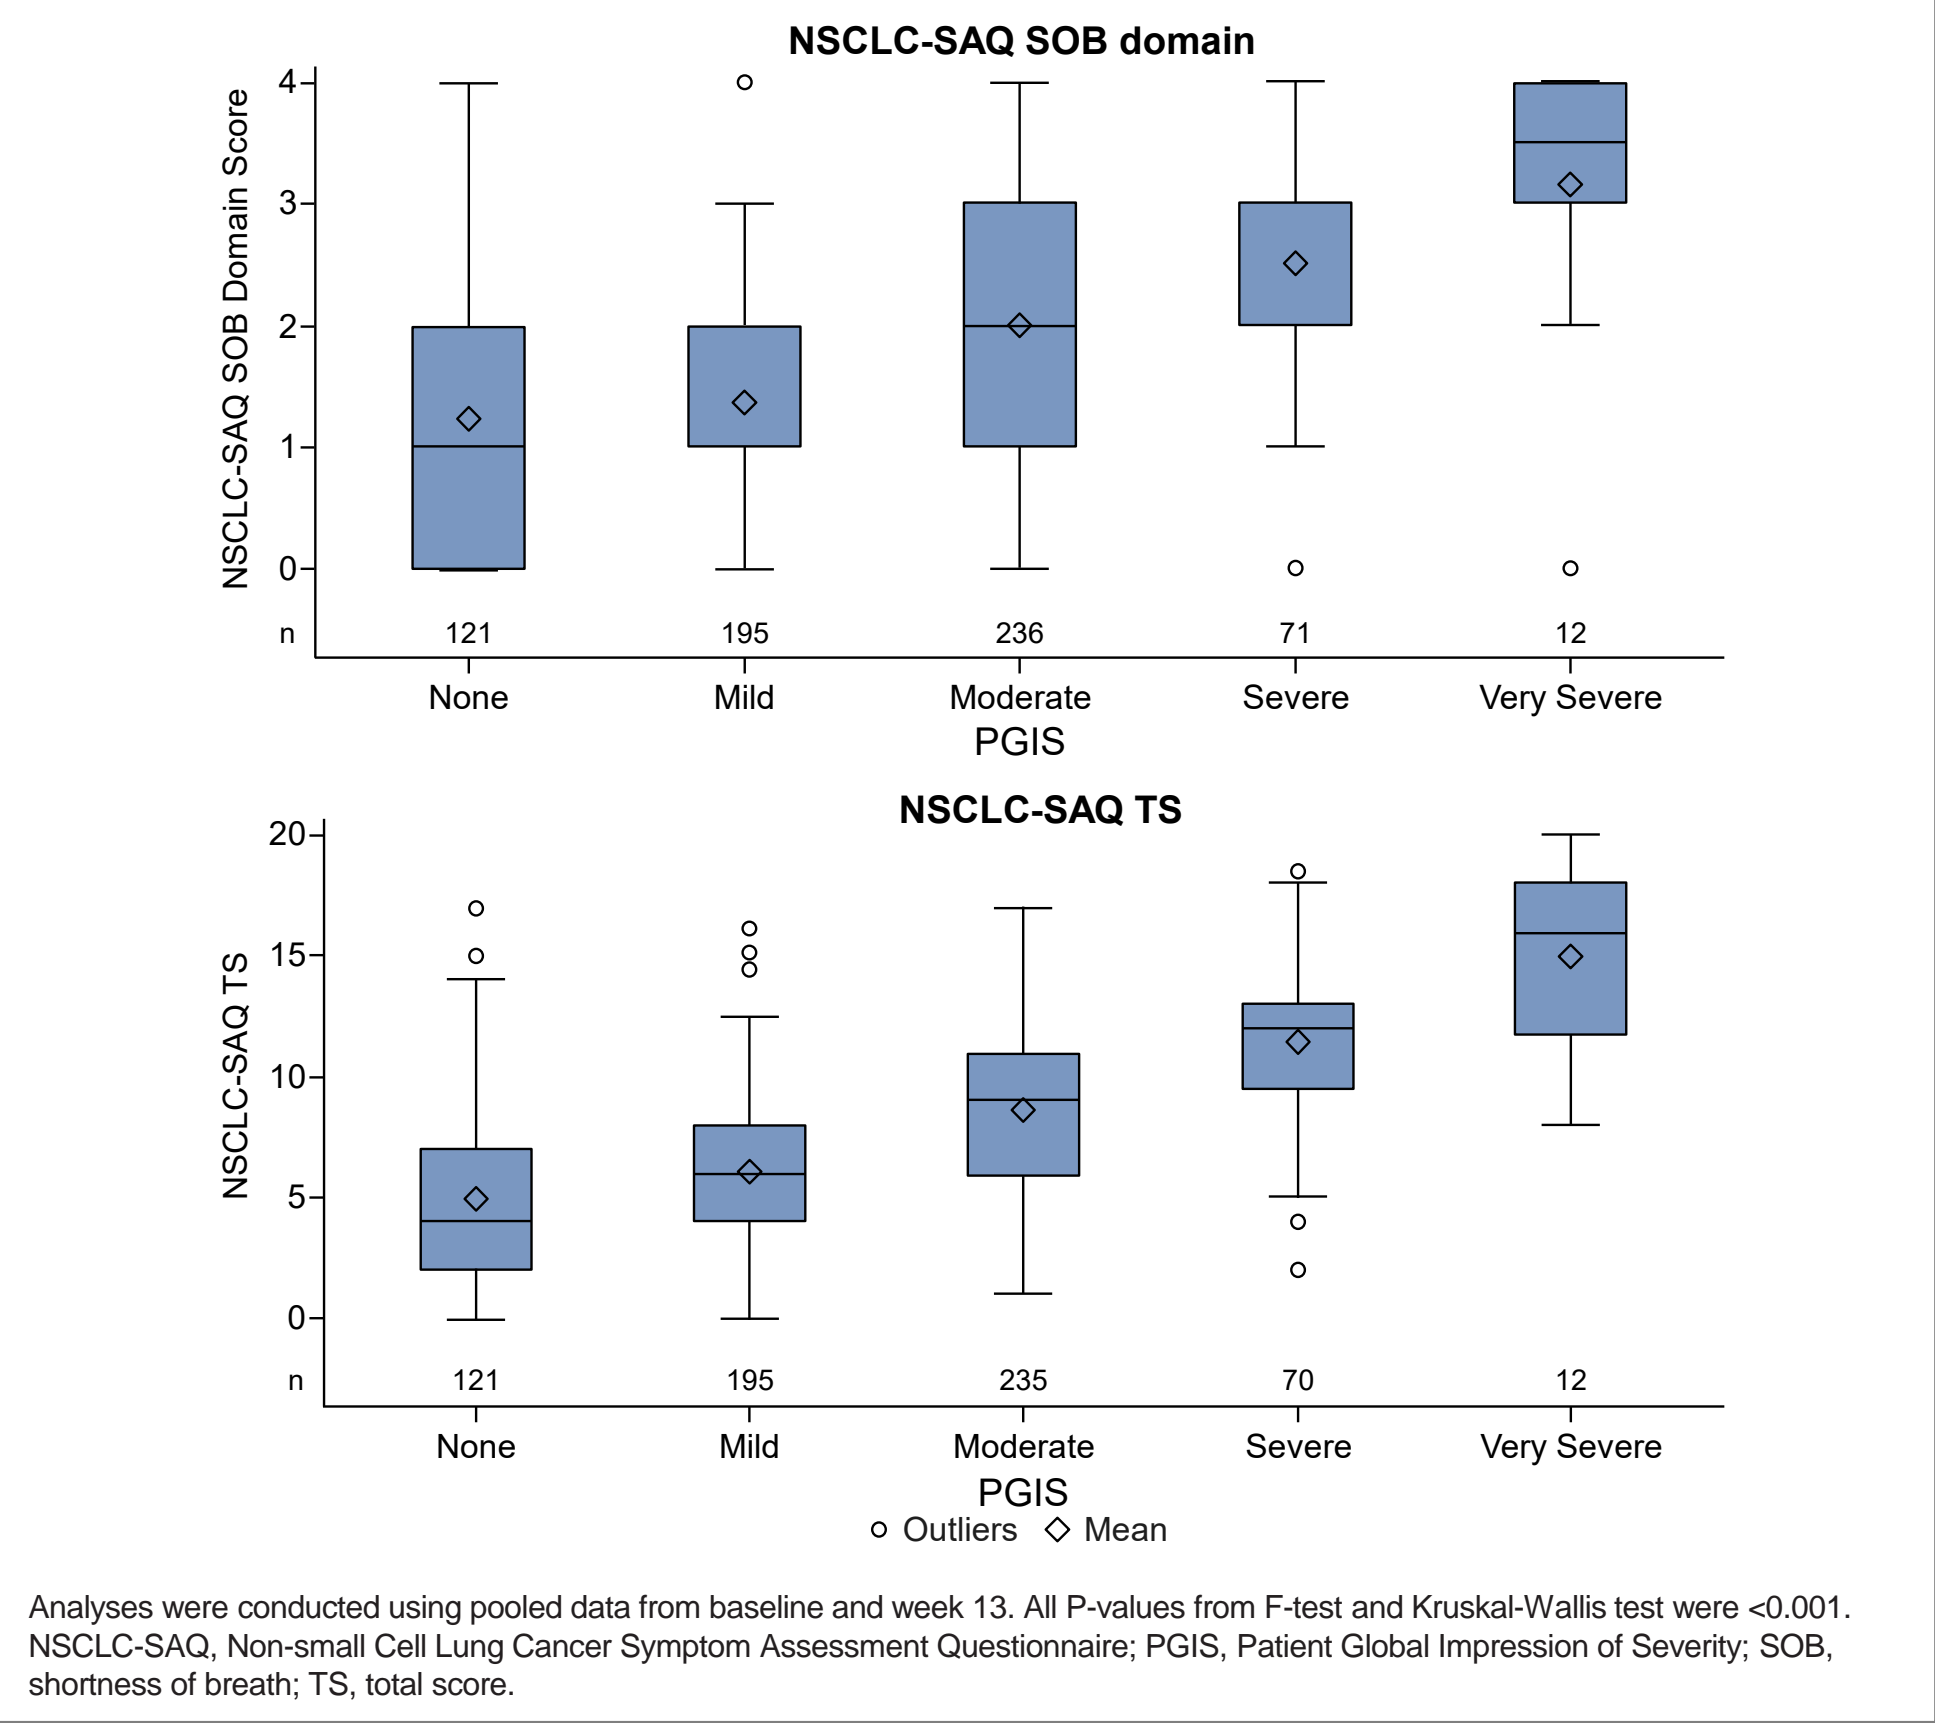 NSCLC-SAQ SOB domain
NSCLC-SAQ SOB Domain Score
4
3
2
1
0
n 121 195 236 71 12
None Mild Moderate Severe Very Severe
PGIS
NSCLC-SAQ TS
NSCLC-SAQ TS
20
15
10
5
0
n 121 195 235 70 12
None Mild Moderate Severe Very Severe
PGIS
Outliers Mean
Analyses were conducted using pooled data from baseline and week 13. All P-values from F-test and Kruskal-Wallis test were <0.001.
NSCLC-SAQ, Non-small Cell Lung Cancer Symptom Assessment Questionnaire; PGIS, Patient Global Impression of Severity; SOB,
shortness of breath; TS, total score.